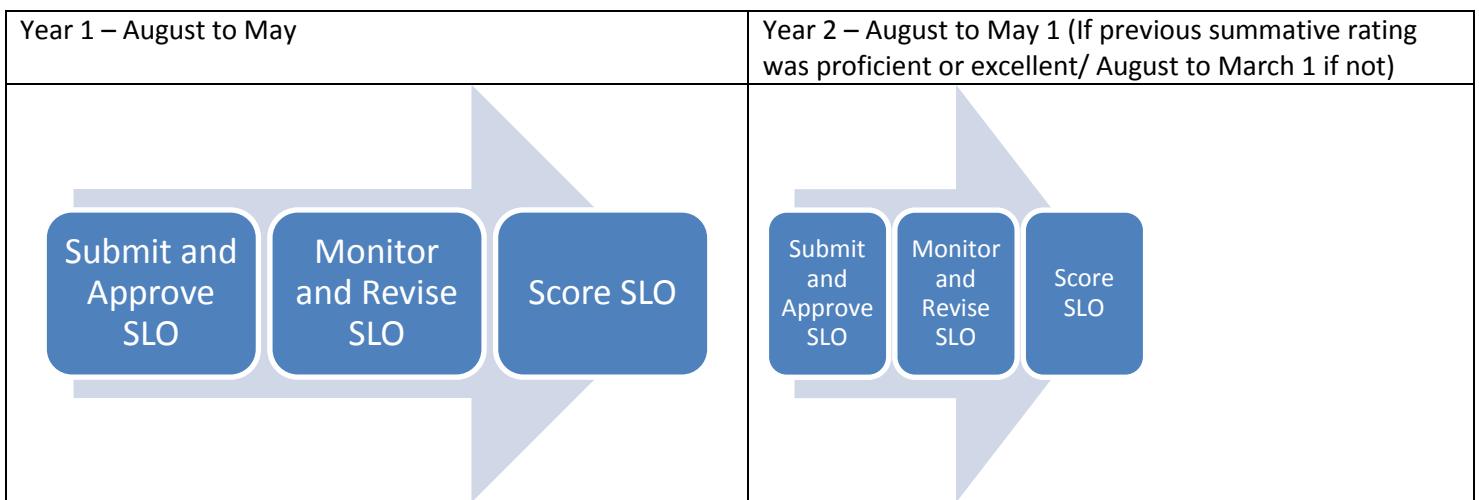 Year 1 – August to May
Year 2 – August to May 1 (If previous summative rating
was proficient or excellent/ August to March 1 if not)
Submit and
Approve
SLO
Monitor
and Revise
SLO
Score SLO
Submit
and
Approve
SLO
Monitor
and
Revise
SLO
Score
SLO